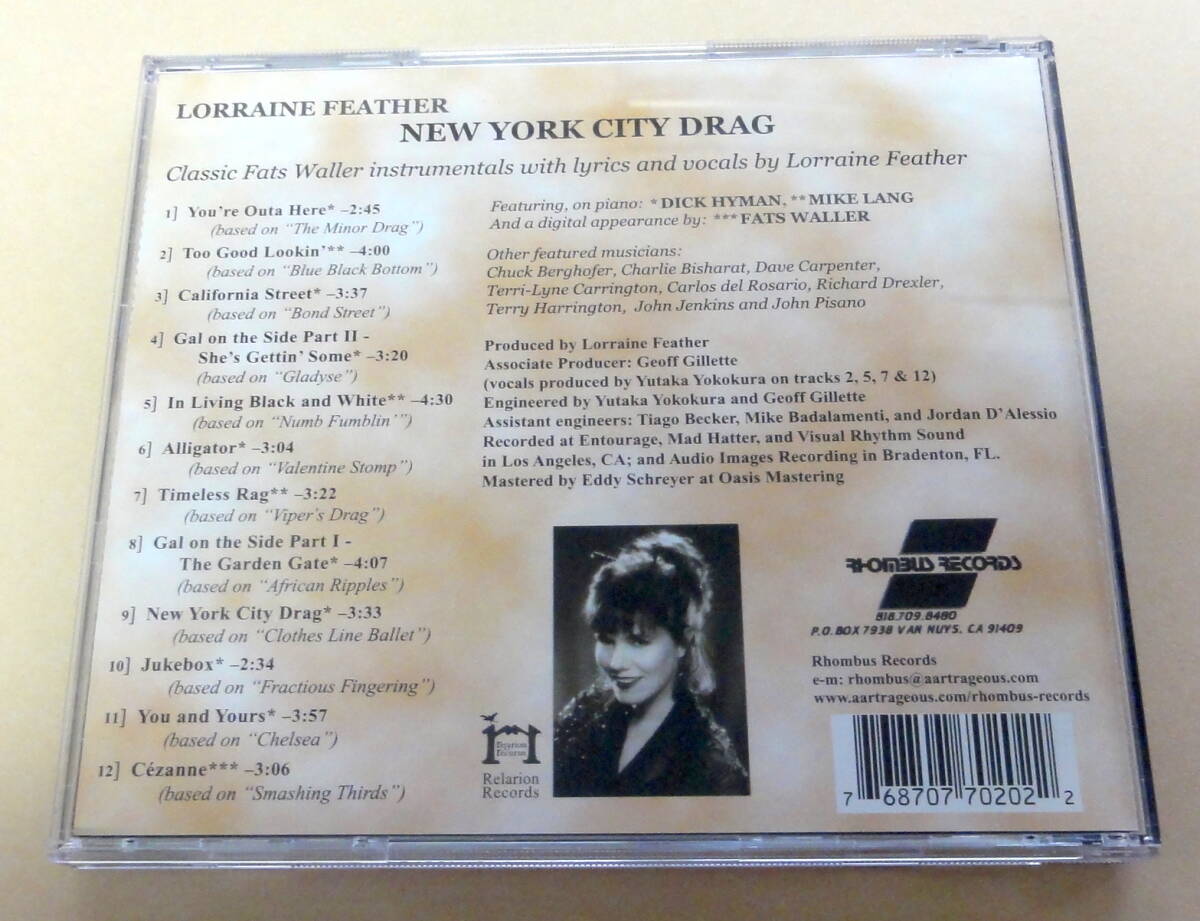 LORRAINE FEATHER
NEW YORK CITY DRAG
Classic Fats Waller instrumentals with lyrics and vocals by Lorraine Feather
1] You're Outa Here* –2:45
(based on "The Minor Drag")
2] Too Good Lookin'** –4:00
(based on "Blue Black Bottom")
3] California Street* –3:37
(based on "Bond Street")
4] Gal on the Side Part II -
She's Gettin' Some* –3:20
(based on "Gladyse")
5] In Living Black and White** –4:30
(based on "Numb Fumblin'")
6] Alligator* –3:04
(based on "Valentine Stomp")
7] Timeless Rag** –3:22
(based on "Viper's Drag")
8] Gal on the Side Part I -
The Garden Gate* –4:07
(based on "African Ripples")
9] New York City Drag* –3:33
(based on "Clothes Line Ballet")
10] Jukebox* –2:34
(based on "Fractious Fingering")
11] You and Yours* –3:57
(based on "Chelsea")
12] Cézanne*** –3:06
(based on "Smashing Thirds")
Featuring, on piano: *DICK HYMAN, **MIKE LANG
And a digital appearance by: ***FATS WALLER
Other featured musicians:
Chuck Berghofer, Charlie Bisharat, Dave Carpenter,
Terri-Lyne Carrington, Carlos del Rosario, Richard Drexler,
Terry Harrington, John Jenkins and John Pisano
Produced by Lorraine Feather
Associate Producer: Geoff Gillette
(vocals produced by Yutaka Yokokura on tracks 2, 5, 7 & 12)
Engineered by Yutaka Yokokura and Geoff Gillette
Assistant engineers: Tiago Becker, Mike Badalamenti, and Jordan D'Alessio
Recorded at Entourage, Mad Hatter, and Visual Rhythm Sound
in Los Angeles, CA; and Audio Images Recording in Bradenton, FL.
Mastered by Eddy Schreyer at Oasis Mastering
Relarion
Records
Relarion
Records
RHOMBUS RECORDS
818.709.8480
P.O. BOX 7938 VAN NUYS, CA 91409
Rhombus Records
e-m: rhombus@aartrageous.com
www.aartrageous.com/rhombus-records
7 68707 70202 2